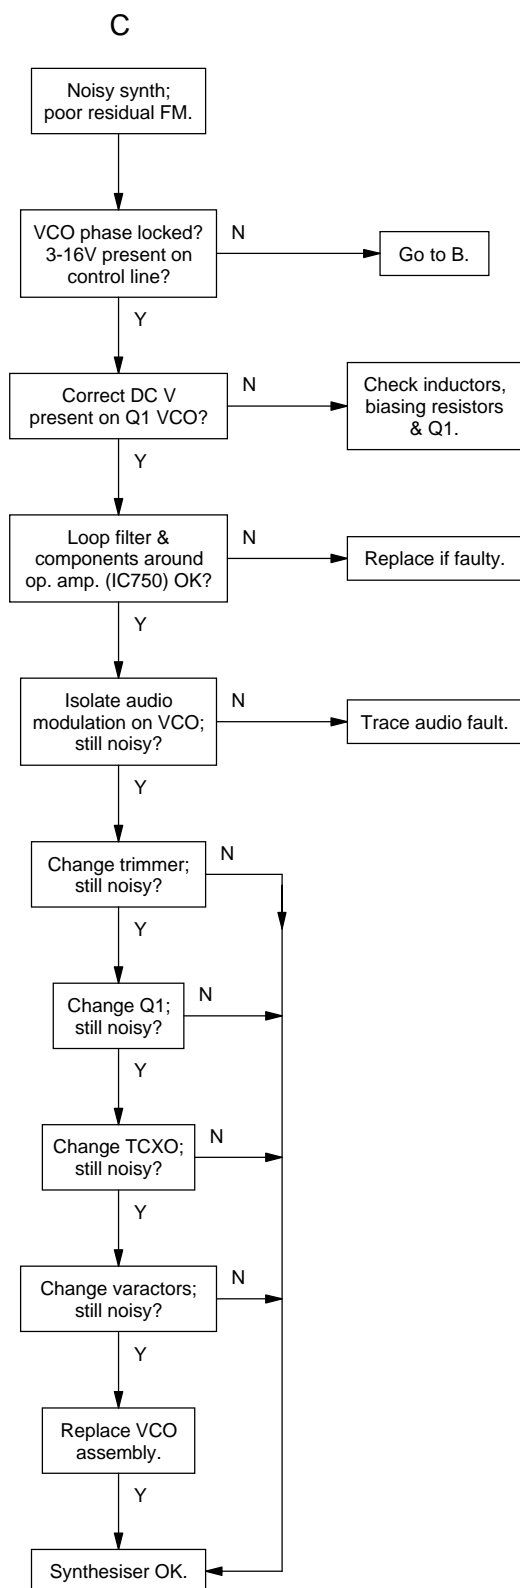 C
Noisy synth;
poor residual FM.
VCO phase locked?
3-16V present on
control line?
N
Go to B.
Y
Correct DC V
present on Q1 VCO?
N
Check inductors,
biasing resistors
& Q1.
Y
Loop filter &
components around
op. amp. (IC750) OK?
N
Replace if faulty.
Y
Isolate audio
modulation on VCO;
still noisy?
N
Trace audio fault.
Y
Change trimmer;
still noisy?
N
Y
Change Q1;
still noisy?
N
Y
Change TCXO;
still noisy?
N
Y
Change varactors;
still noisy?
N
Y
Replace VCO
assembly.
Y
Synthesiser OK.